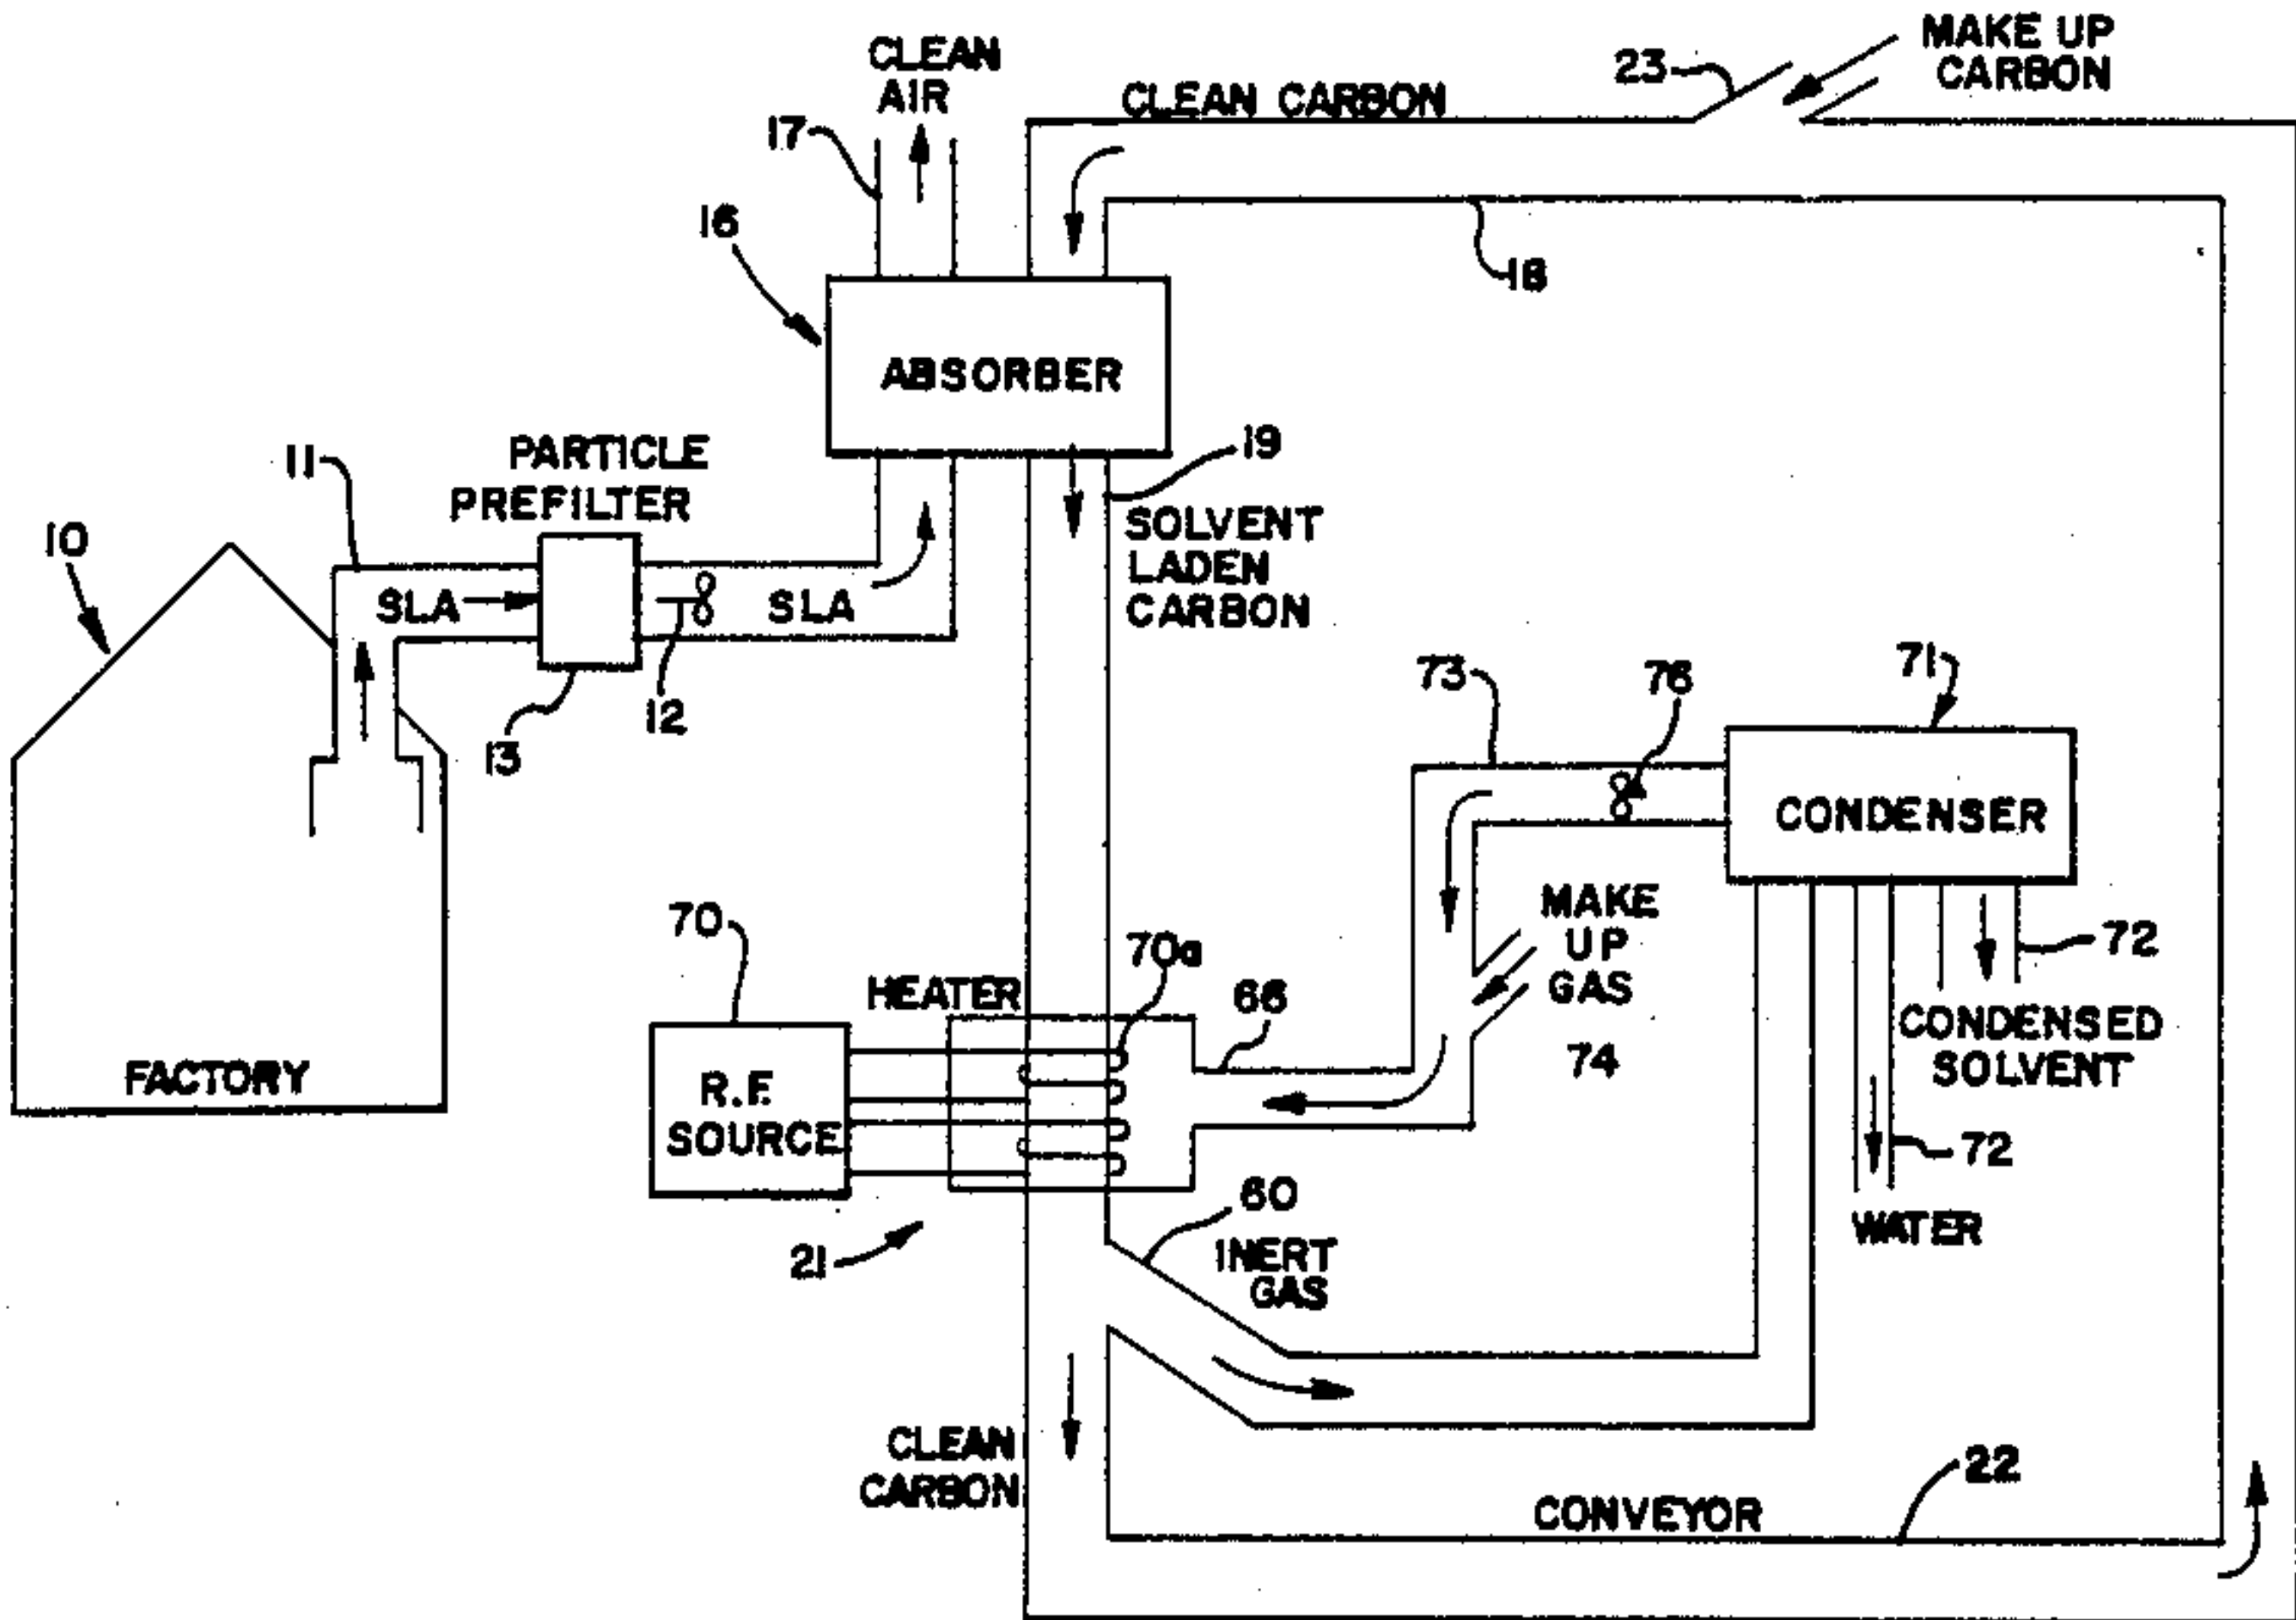 CLEAN
AIR
17
16
CLEAN CARBON
23
MAKE UP
CARBON
18
ABSORBER
19
SOLVENT
LADEN
CARBON
PARTICLE
PREFILTER
11
10
SLA
SLA
12
13
FACTORY
73
76
71
CONDENSER
MAKE
UP
GAS
74
72
CONDENSED
SOLVENT
72
WATER
70
HEATER
70a
66
R.F.
SOURCE
21
60
INERT
GAS
CLEAN
CARBON
CONVEYOR
22